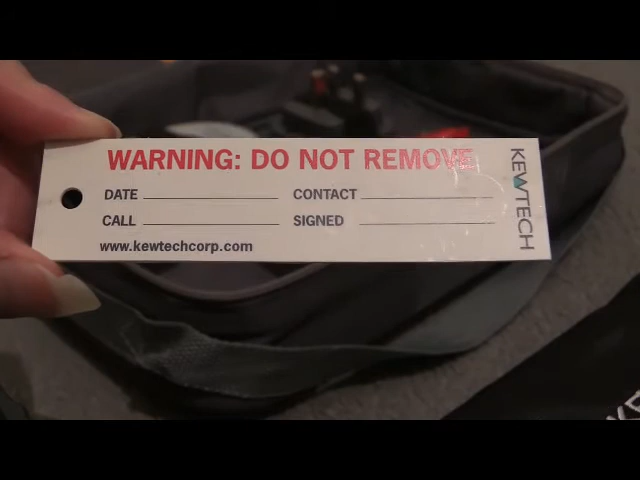 WARNING: DO NOT REMOVE
DATE CONTACT
CALL SIGNED
www.kewtechcorp.com
KEWTECH